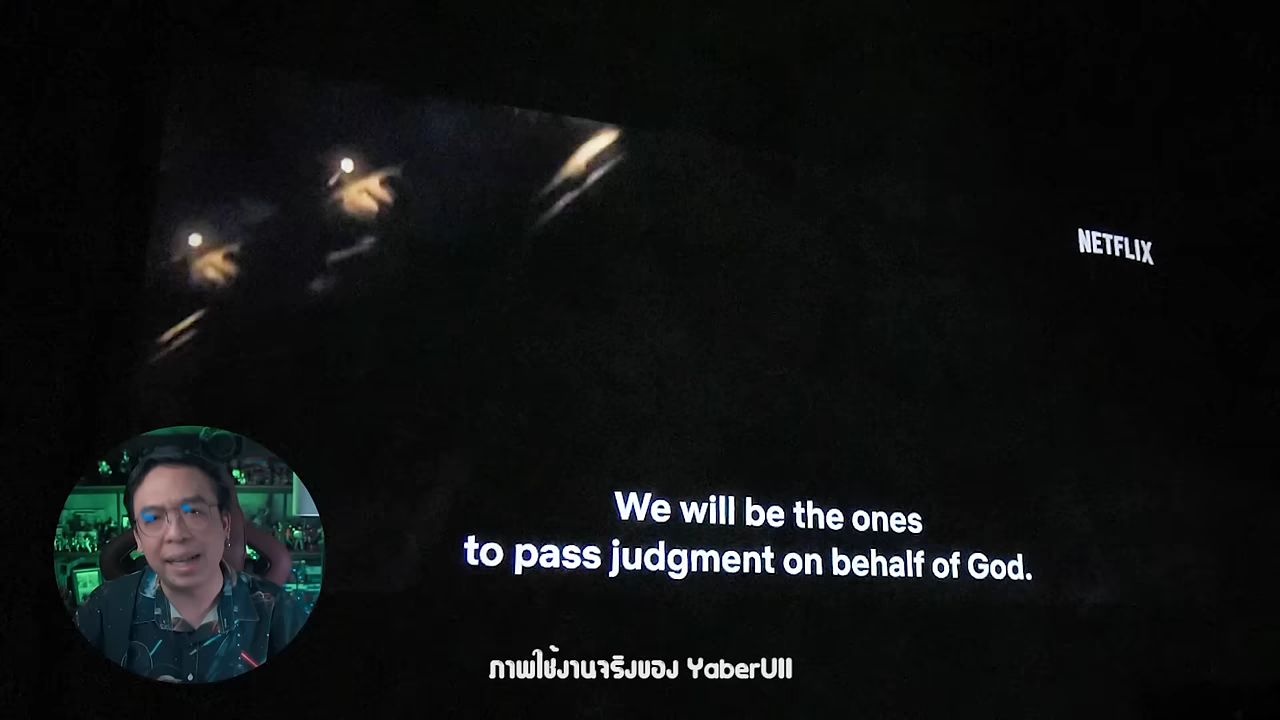 NETFLIX
We will be the ones
to pass judgment on behalf of God.
ภาพใช้งานจริงของ YaberU11